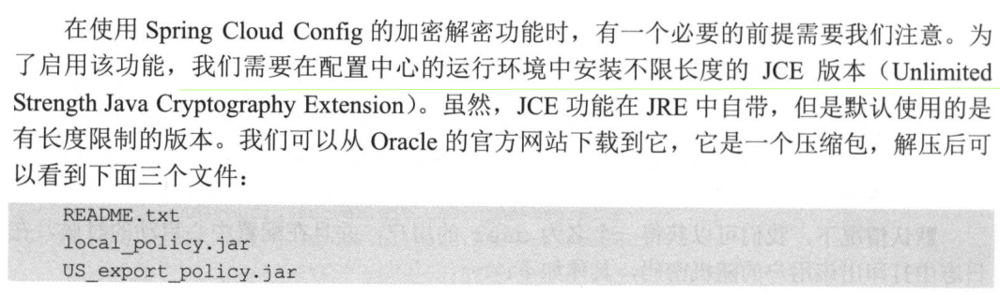 在使用 Spring Cloud Config 的加密解密功能时，有一个必要的前提需要我们注意。为
了启用该功能，我们需要在配置中心的运行环境中安装不限长度的 JCE 版本（Unlimited
Strength Java Cryptography Extension）。虽然，JCE 功能在 JRE 中自带，但是默认使用的是
有长度限制的版本。我们可以从 Oracle 的官方网站下载到它，它是一个压缩包，解压后可
以看到下面三个文件：
README.txt
local_policy.jar
US_export_policy.jar